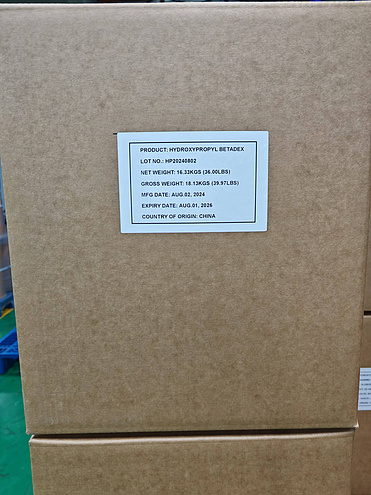 PRODUCT: HYDROXYPROPYL BETADEX
LOT NO.: HP20240802
NET WEIGHT: 16.33KGS (36.00LBS)
GROSS WEIGHT: 18.13KGS (39.97LBS)
MFG DATE: AUG.02, 2024
EXPIRY DATE: AUG.01, 2026
COUNTRY OF ORIGIN: CHINA